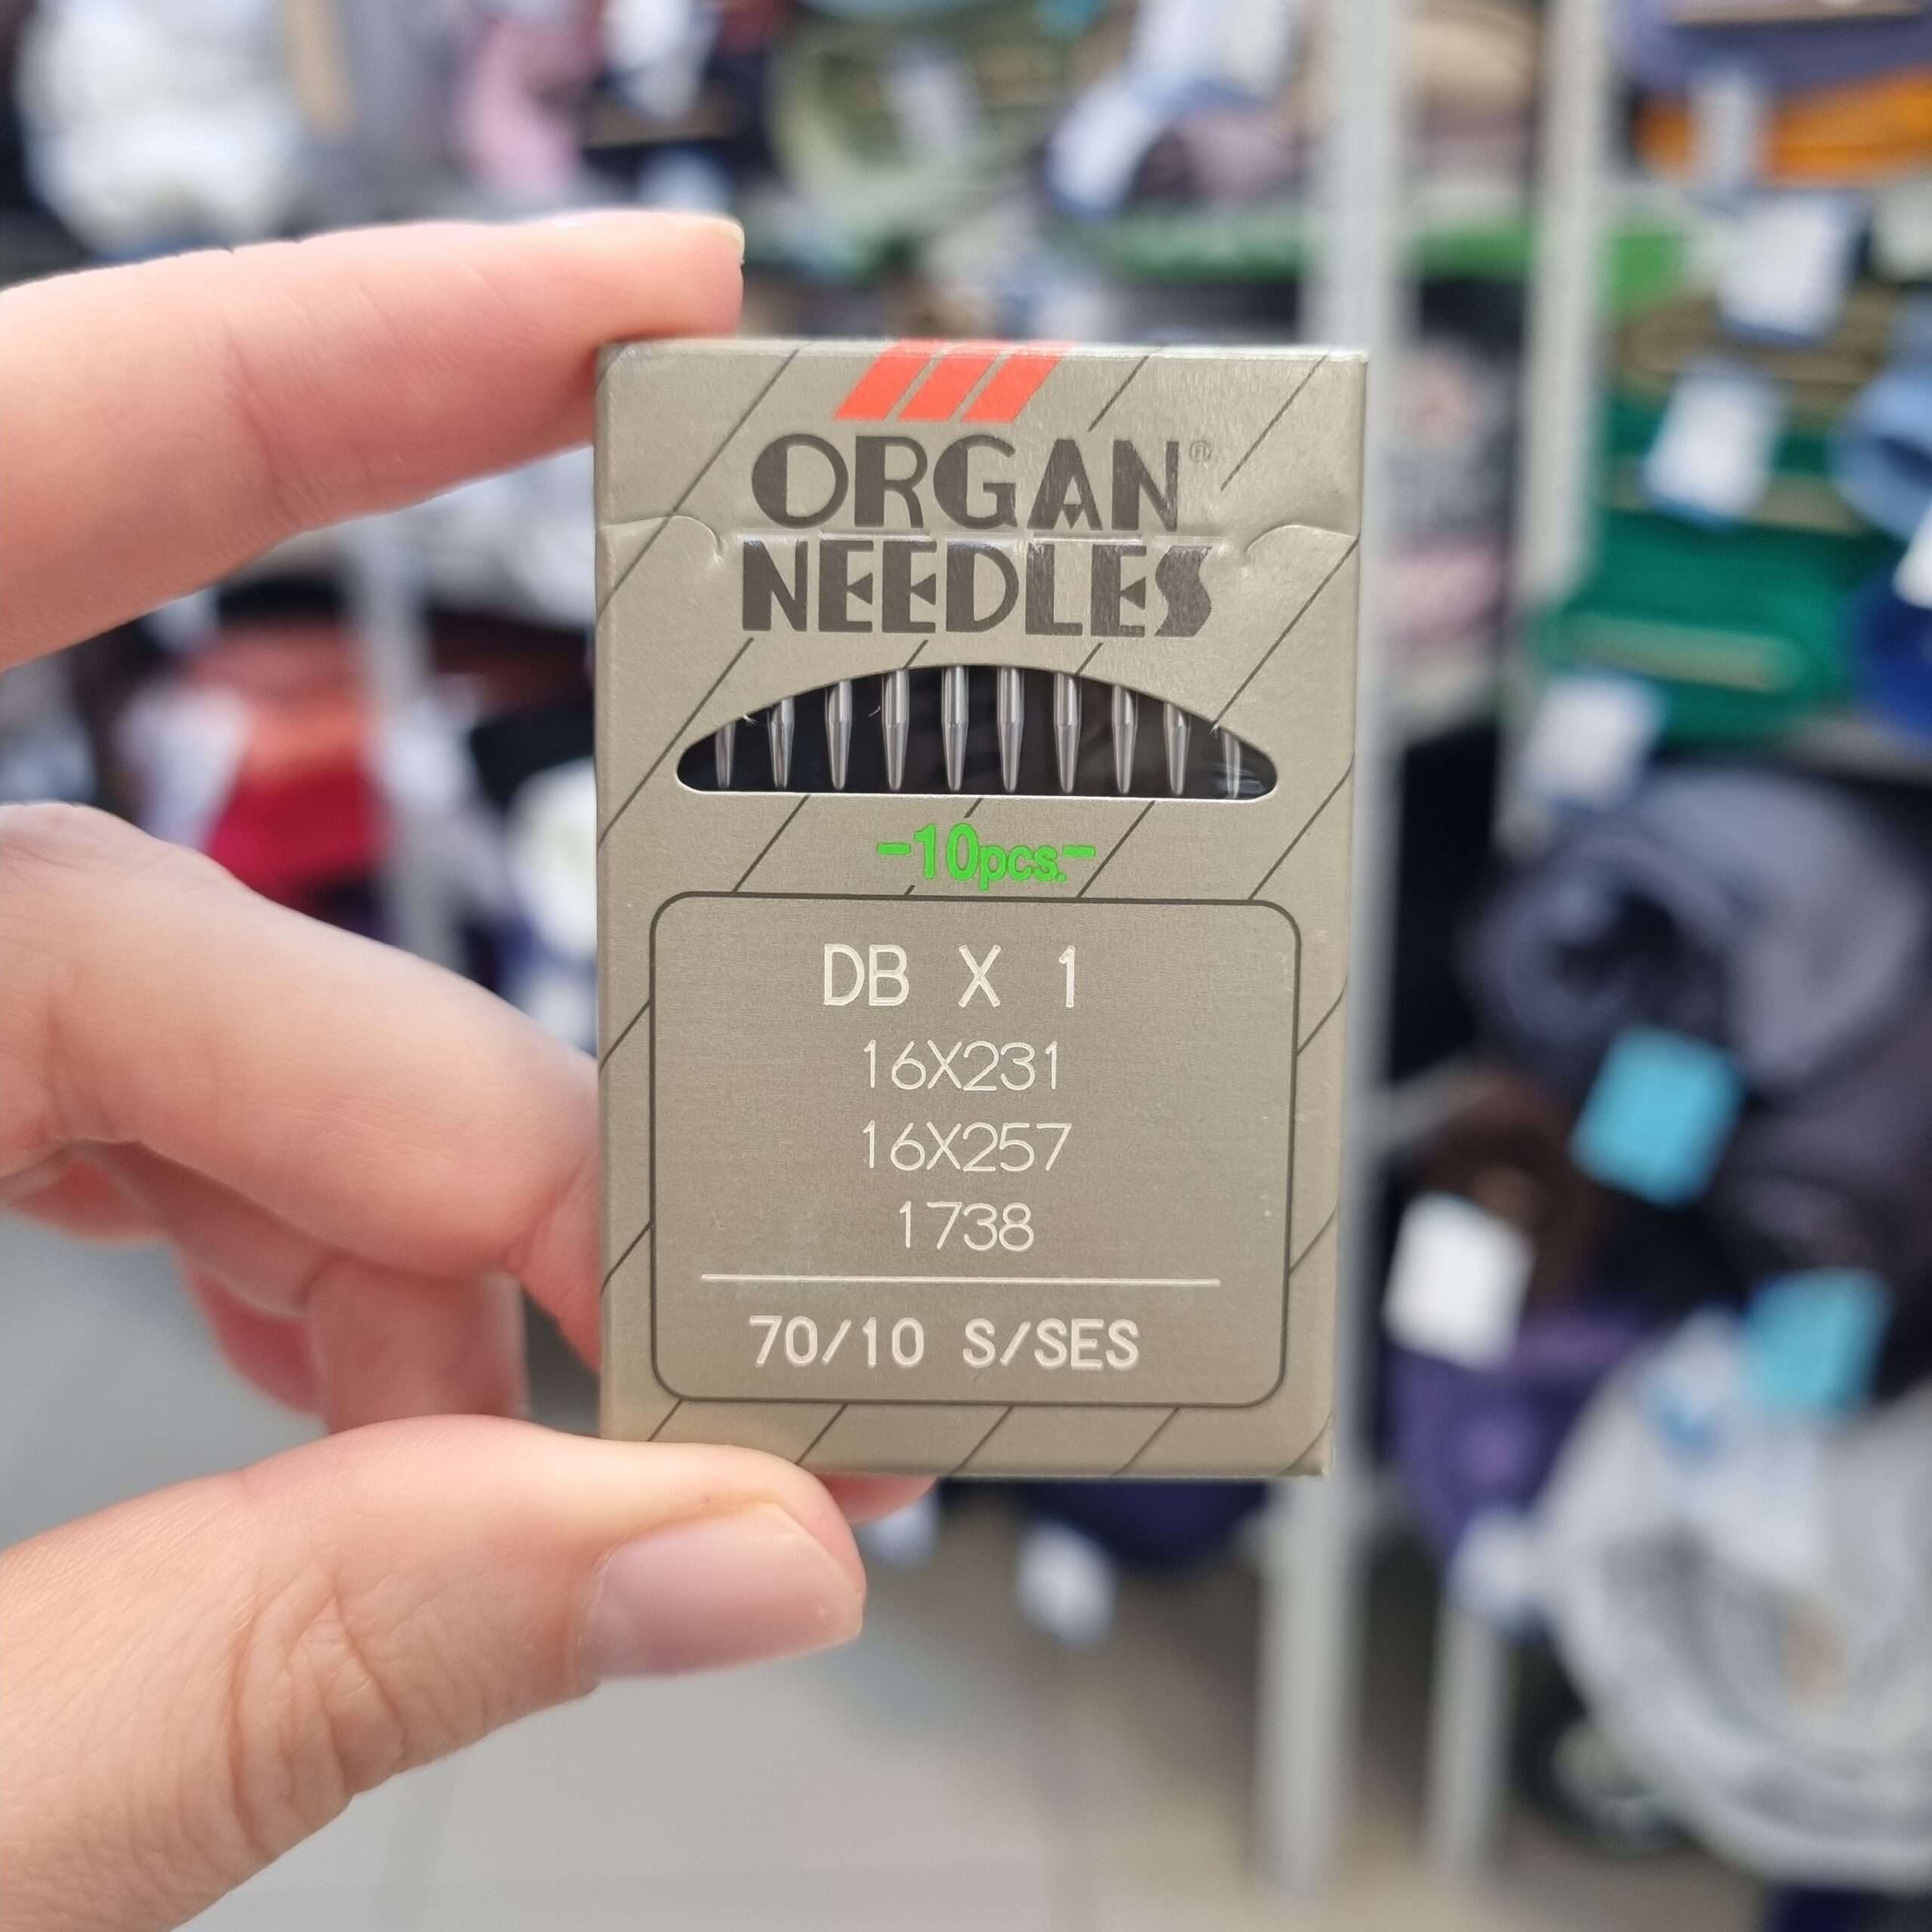 ORGAN®
NEEDLES
-10pcs.-
DB X 1
16X231
16X257
1738
70/10 S/SES